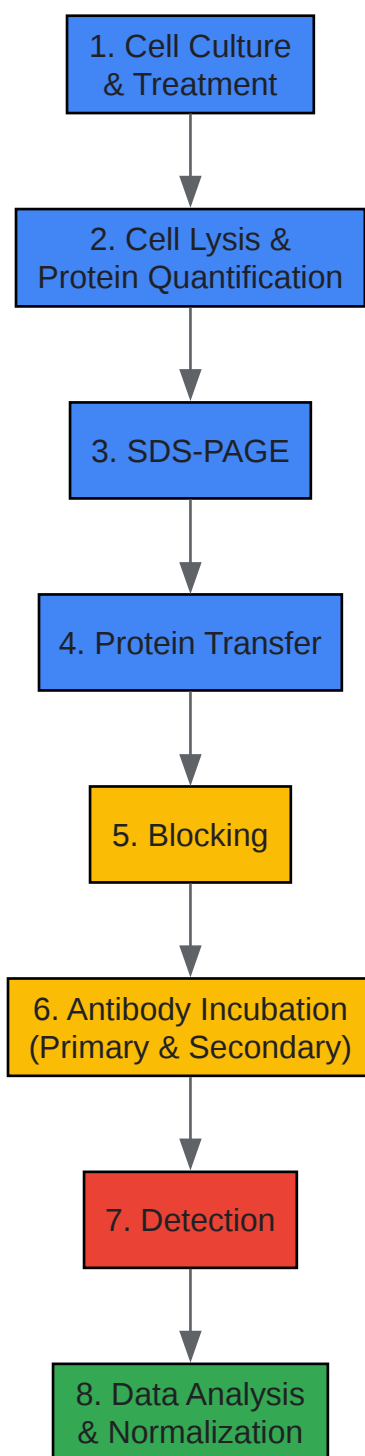 1. Cell Culture
& Treatment
2. Cell Lysis &
Protein Quantification
3. SDS-PAGE
4. Protein Transfer
5. Blocking
6. Antibody Incubation
(Primary & Secondary)
7. Detection
8. Data Analysis
& Normalization